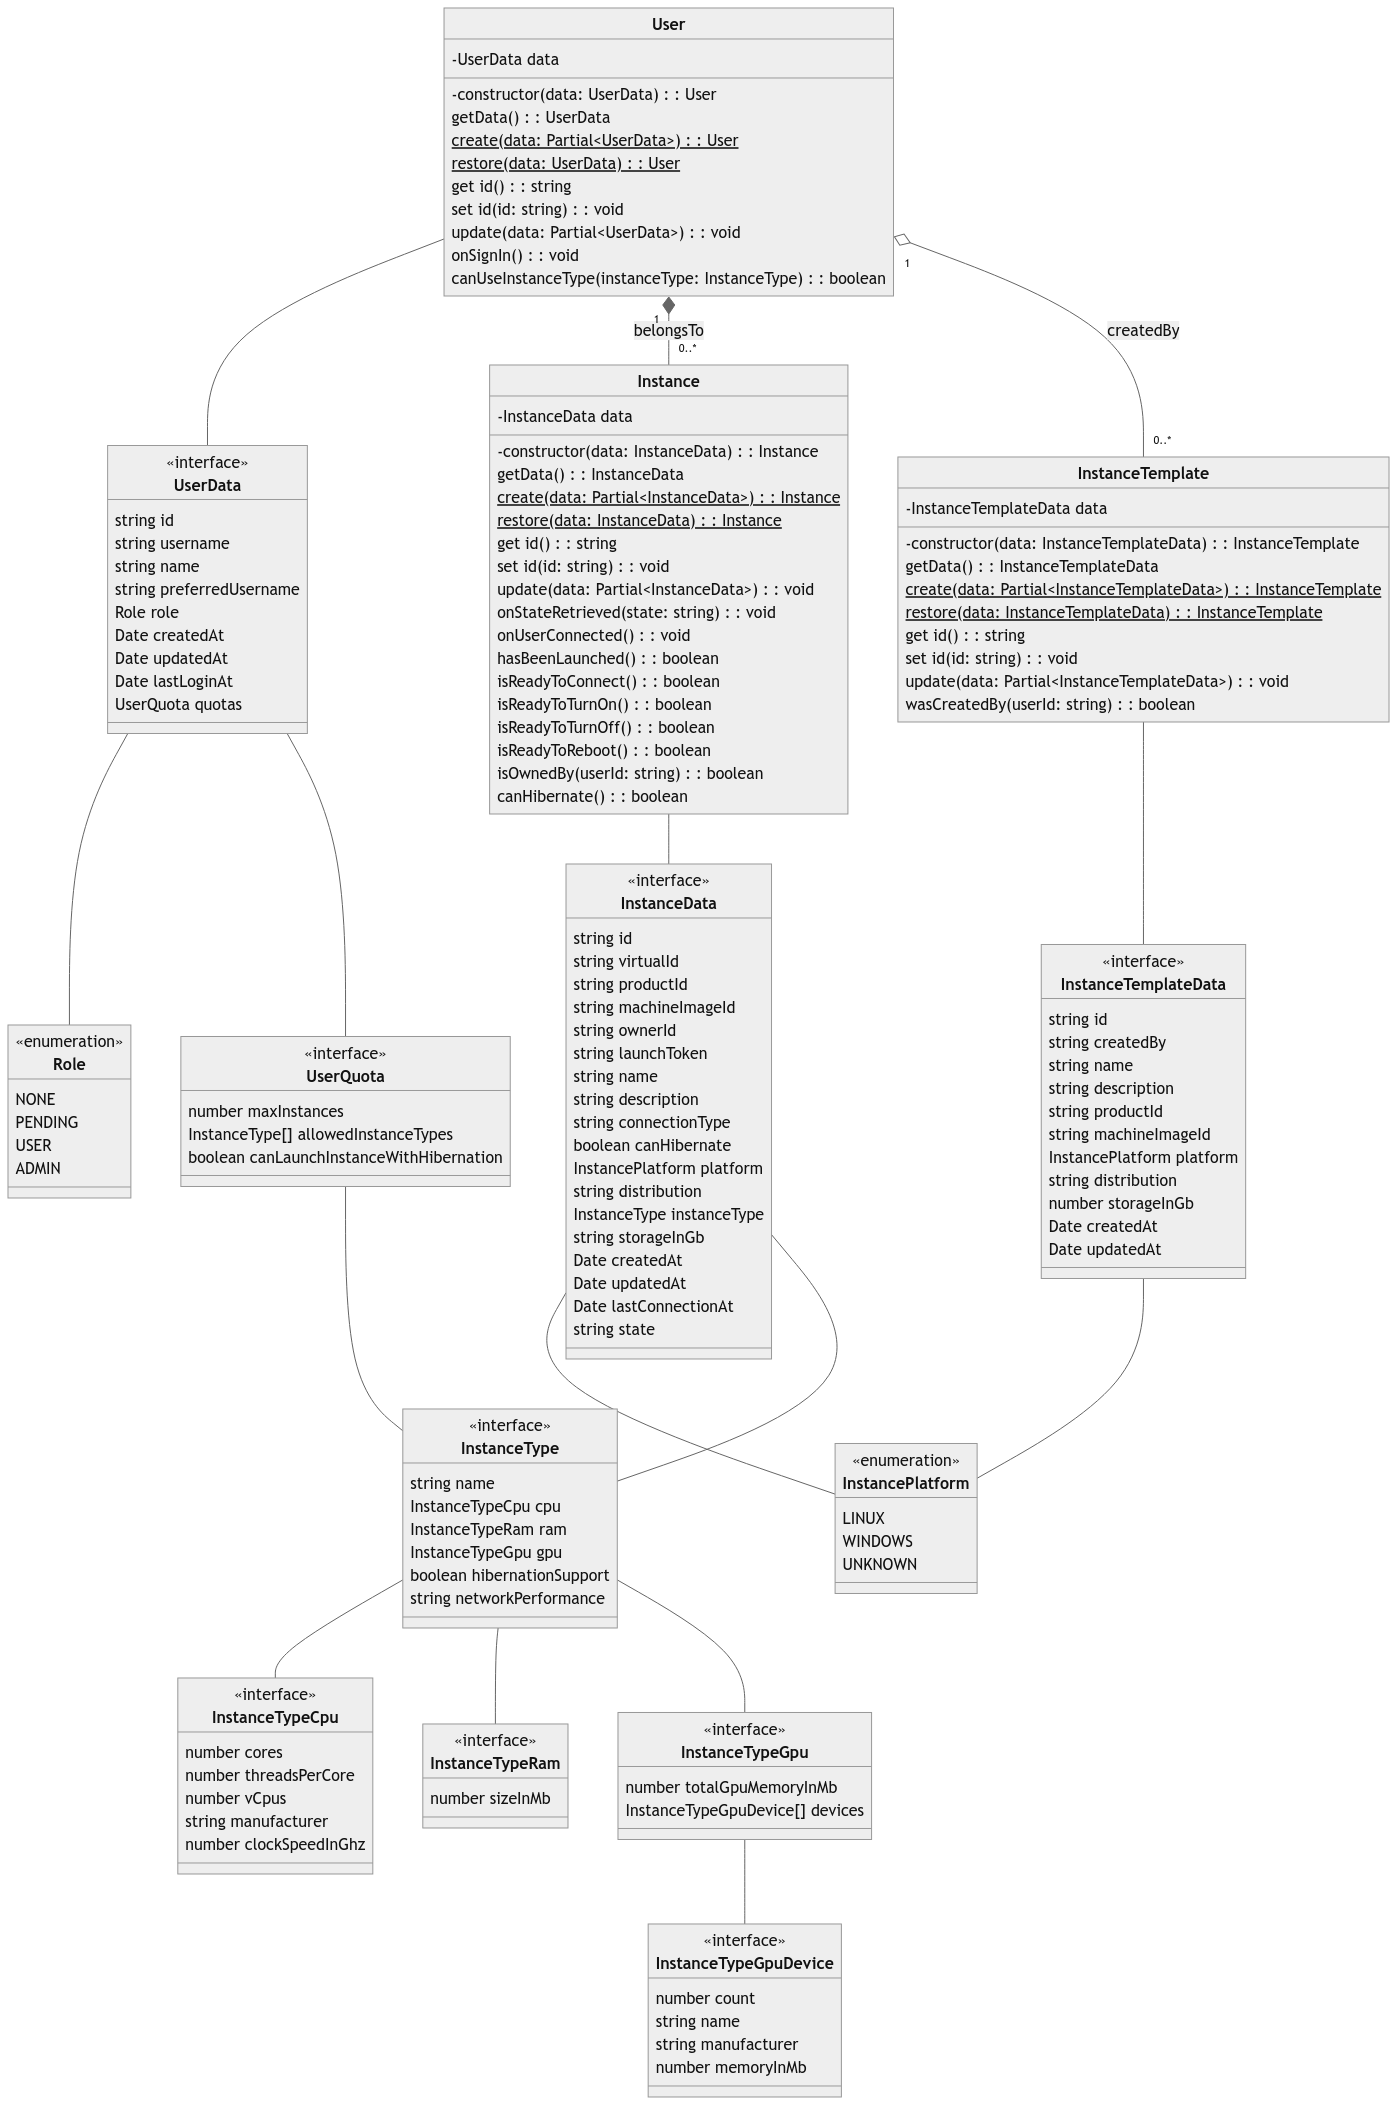 User
-UserData data
-constructor(data: UserData) : : User
getData() : : UserData
create(data: Partial<UserData>) : : User
restore(data: UserData) : : User
get id() : : string
set id(id: string) : : void
update(data: Partial<UserData>) : : void
onSignIn() : : void
canUseInstanceType(instanceType: InstanceType) : : boolean
1
belongsTo
0..*
1
createdBy
0..*
Instance
-InstanceData data
-constructor(data: InstanceData) : : Instance
getData() : : InstanceData
create(data: Partial<InstanceData>) : : Instance
restore(data: InstanceData) : : Instance
get id() : : string
set id(id: string) : : void
update(data: Partial<InstanceData>) : : void
onStateRetrieved(state: string) : : void
onUserConnected() : : void
hasBeenLaunched() : : boolean
isReadyToConnect() : : boolean
isReadyToTurnOn() : : boolean
isReadyToTurnOff() : : boolean
isReadyToReboot() : : boolean
isOwnedBy(userId: string) : : boolean
canHibernate() : : boolean
«interface»
UserData
string id
string username
string name
string preferredUsername
Role role
Date createdAt
Date updatedAt
Date lastLoginAt
UserQuota quotas
InstanceTemplate
-InstanceTemplateData data
-constructor(data: InstanceTemplateData) : : InstanceTemplate
getData() : : InstanceTemplateData
create(data: Partial<InstanceTemplateData>) : : InstanceTemplate
restore(data: InstanceTemplateData) : : InstanceTemplate
get id() : : string
set id(id: string) : : void
update(data: Partial<InstanceTemplateData>) : : void
wasCreatedBy(userId: string) : : boolean
«interface»
InstanceData
string id
string virtualId
string productId
string machineImageId
string ownerId
string launchToken
string name
string description
string connectionType
boolean canHibernate
InstancePlatform platform
string distribution
InstanceType instanceType
string storageInGb
Date createdAt
Date updatedAt
Date lastConnectionAt
string state
«interface»
InstanceTemplateData
string id
string createdBy
string name
string description
string productId
string machineImageId
InstancePlatform platform
string distribution
number storageInGb
Date createdAt
Date updatedAt
«enumeration»
Role
NONE
PENDING
USER
ADMIN
«interface»
UserQuota
number maxInstances
InstanceType[] allowedInstanceTypes
boolean canLaunchInstanceWithHibernation
«interface»
InstanceType
string name
InstanceTypeCpu cpu
InstanceTypeRam ram
InstanceTypeGpu gpu
boolean hibernationSupport
string networkPerformance
«enumeration»
InstancePlatform
LINUX
WINDOWS
UNKNOWN
«interface»
InstanceTypeCpu
number cores
number threadsPerCore
number vCpus
string manufacturer
number clockSpeedInGhz
«interface»
InstanceTypeRam
number sizeInMb
«interface»
InstanceTypeGpu
number totalGpuMemoryInMb
InstanceTypeGpuDevice[] devices
«interface»
InstanceTypeGpuDevice
number count
string name
string manufacturer
number memoryInMb